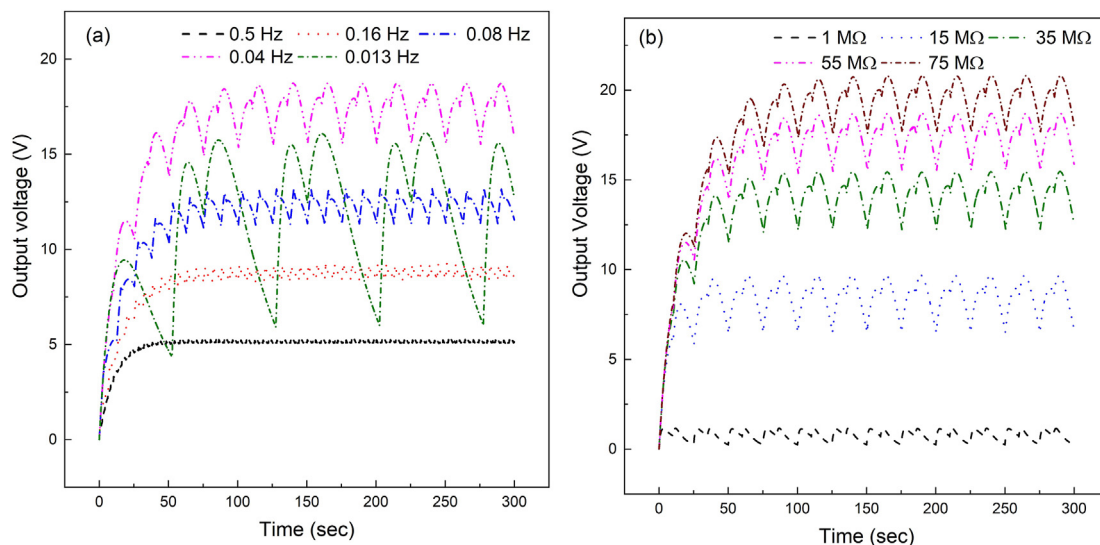 (a)
0.5 Hz 0.16 Hz 0.08 Hz
0.04 Hz 0.013 Hz
20
15
10
5
0
0 50 100 150 200 250 300
Output voltage (V)
Time (sec)
(b)
1 MΩ 15 MΩ 35 MΩ
55 MΩ 75 MΩ
20
15
10
5
0
0 50 100 150 200 250 300
Output Voltage (V)
Time (sec)